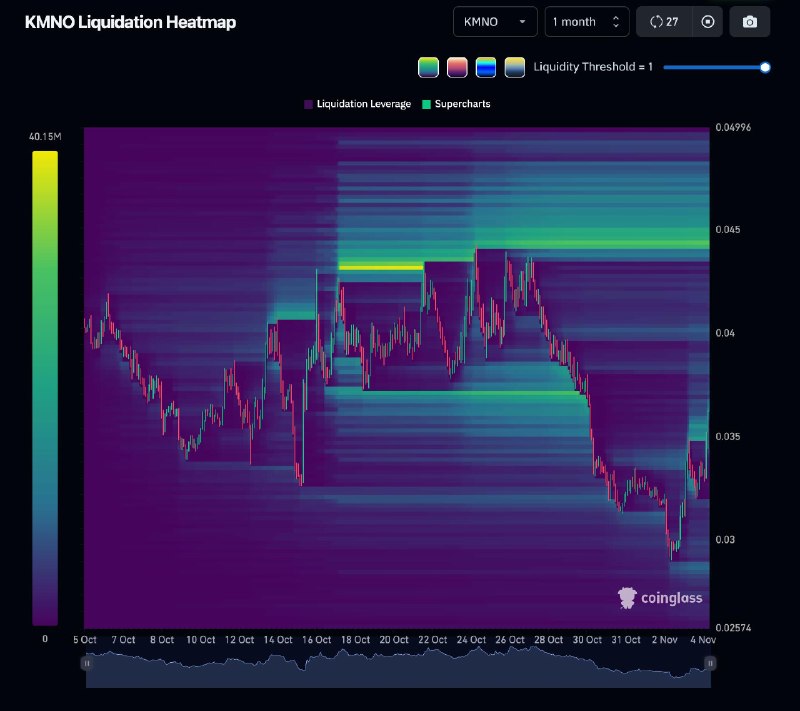 KMNO Liquidation Heatmap
KMNO
1 month
27
Liquidity Threshold = 1
Liquidation Leverage
Supercharts
40.15M
0
0.04996
0.045
0.04
0.035
0.03
0.02574
coinglass
5 Oct 7 Oct 8 Oct 10 Oct 12 Oct 14 Oct 16 Oct 18 Oct 20 Oct 22 Oct 24 Oct 26 Oct 28 Oct 30 Oct 31 Oct 2 Nov 4 Nov